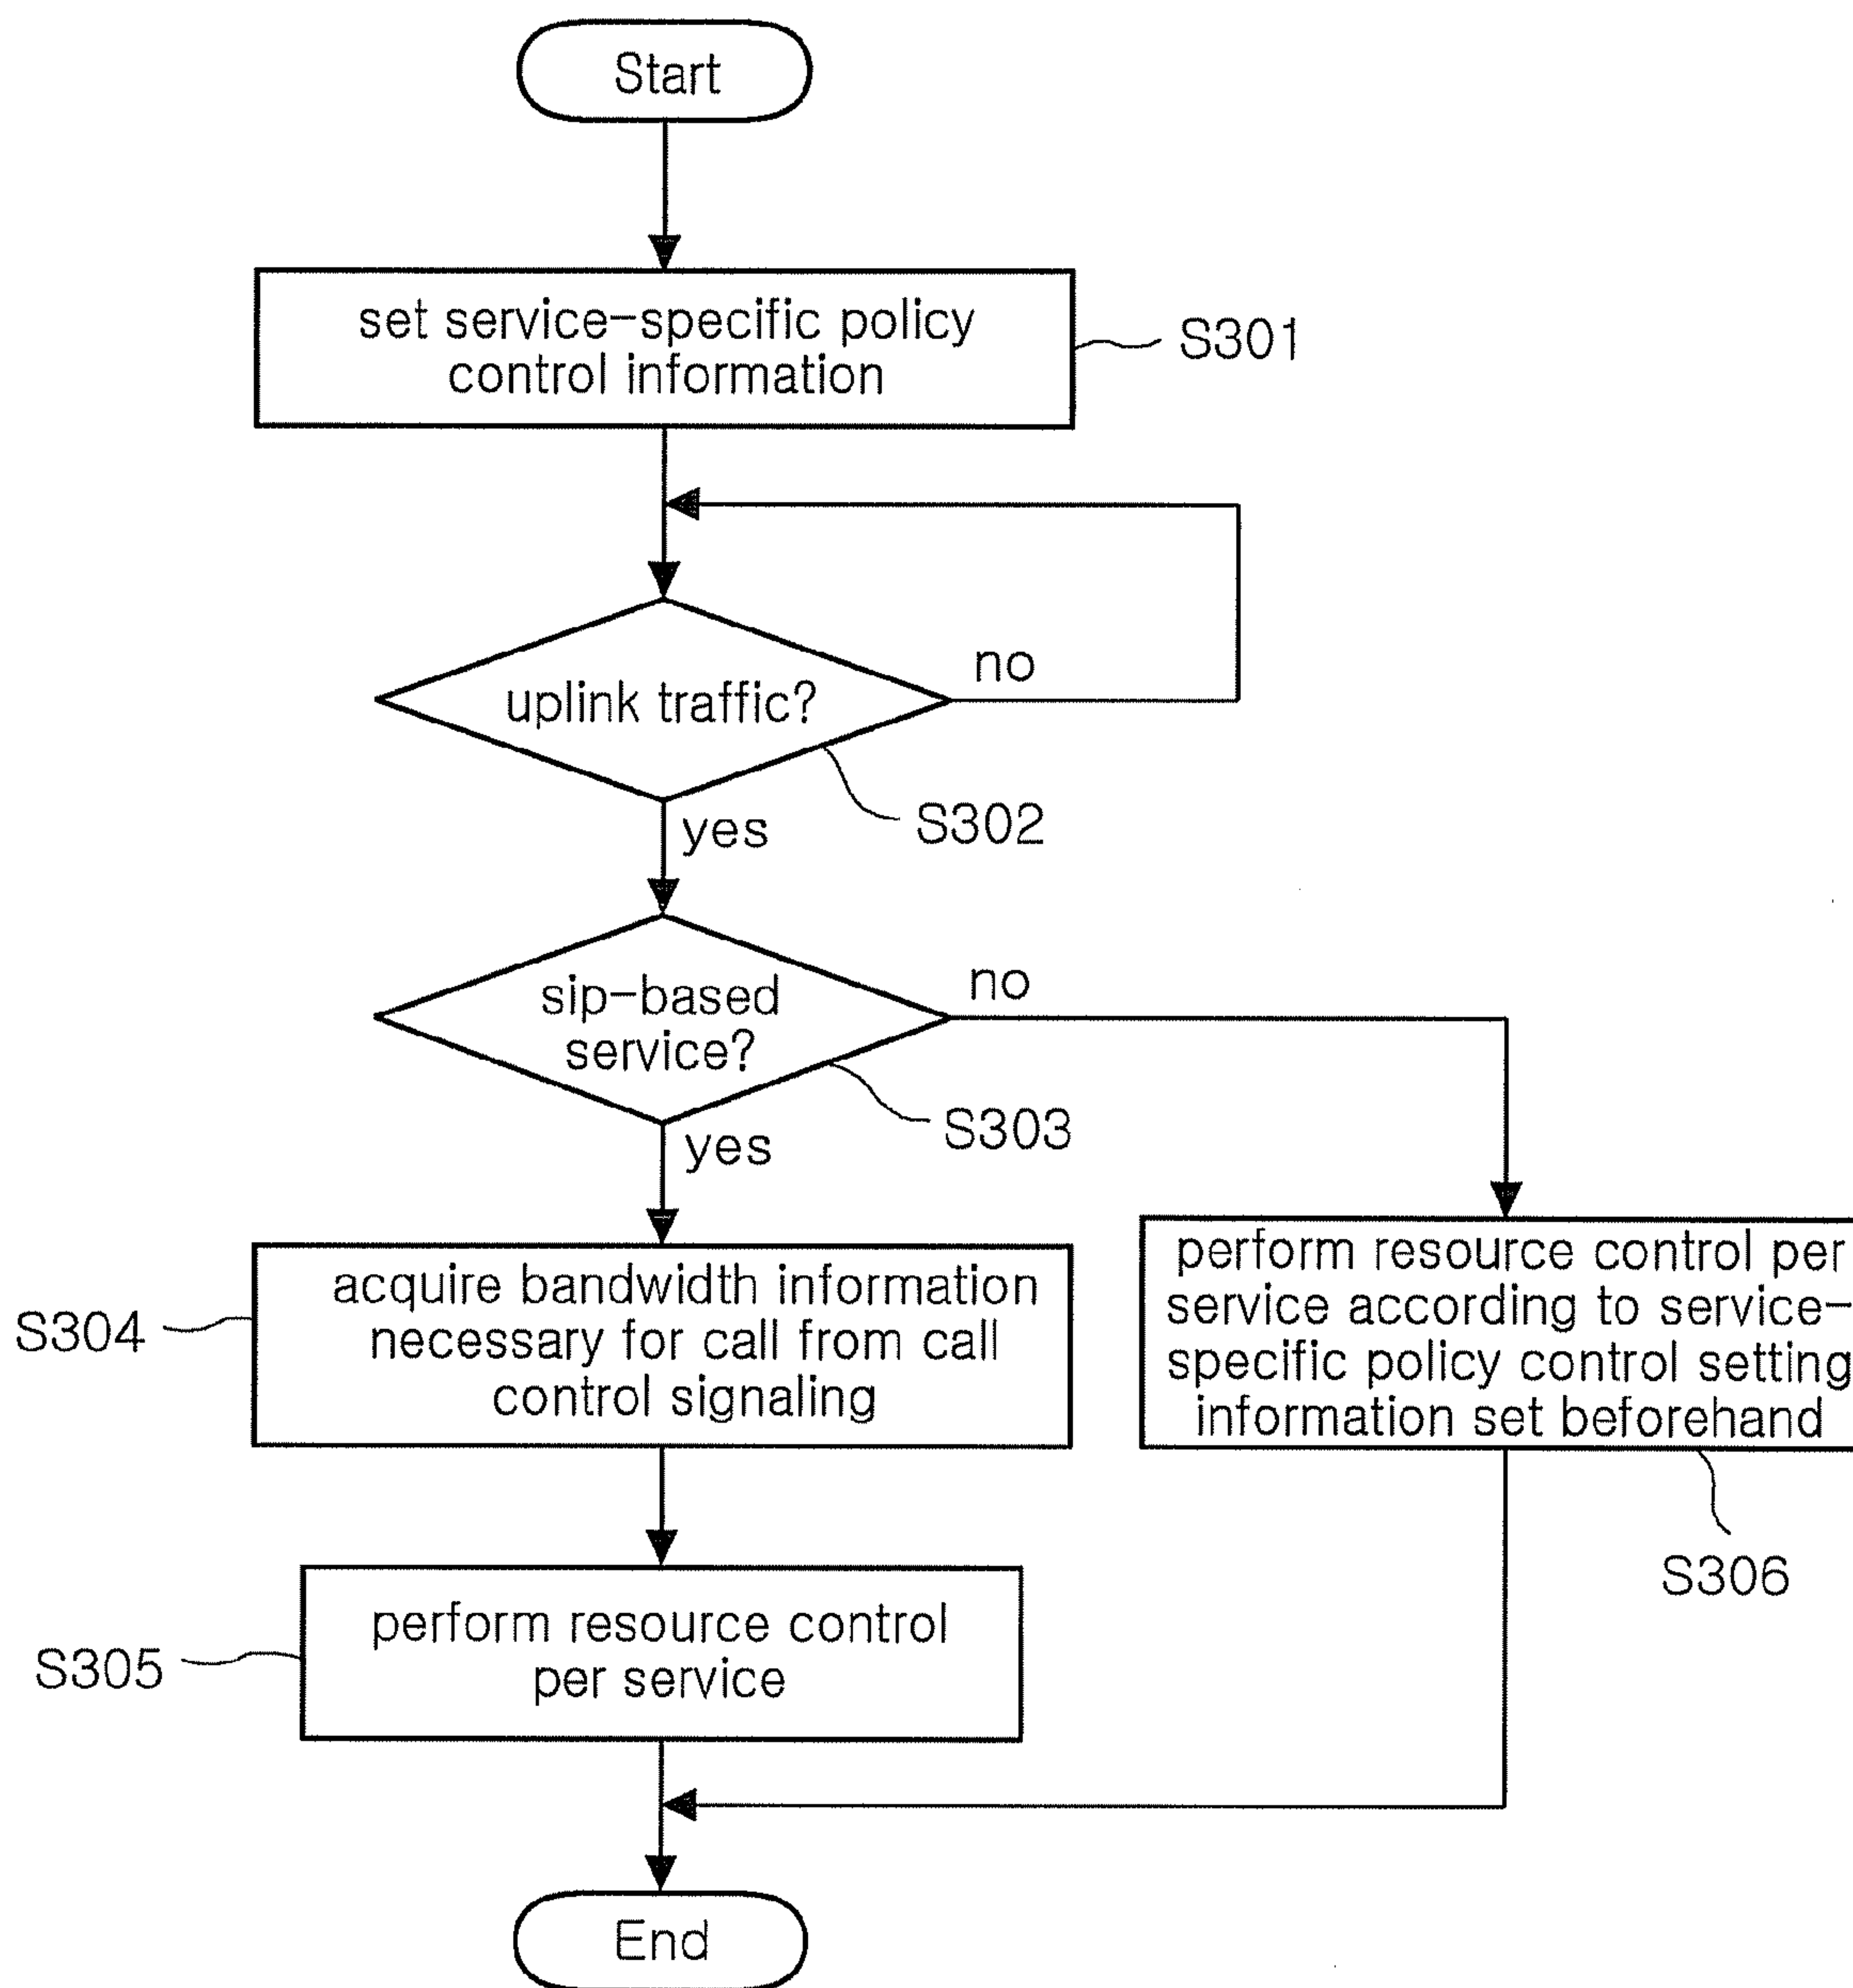 Start
set service-specific policy
control information
S301
uplink traffic?
no
S302
yes
sip-based
service?
no
S303
yes
acquire bandwidth information
necessary for call from call
control signaling
S304
perform resource control per
service according to service-
specific policy control setting
information set beforehand
S306
perform resource control
per service
S305
End